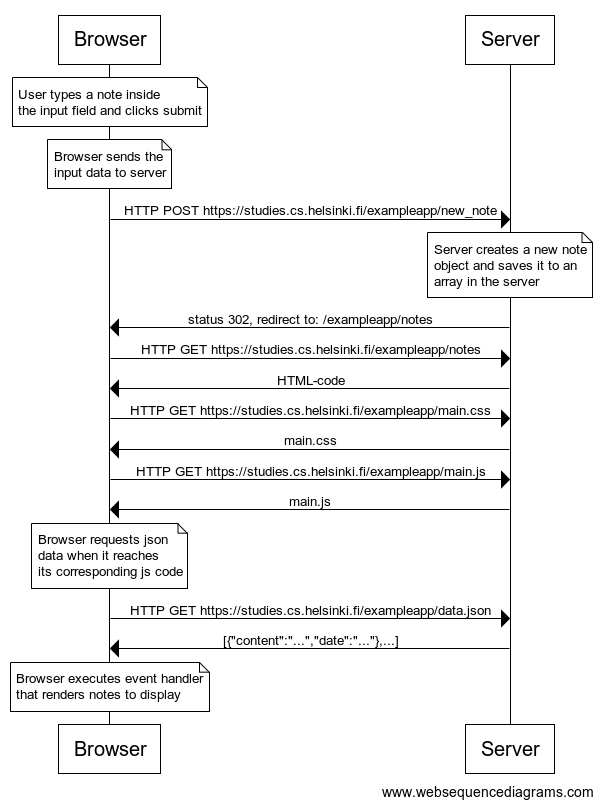 Browser
Server
User types a note inside
the input field and clicks submit
Browser sends the
input data to server
HTTP POST https://studies.cs.helsinki.fi/exampleapp/new_note
Server creates a new note
object and saves it to an
array in the server
status 302, redirect to: /exampleapp/notes
HTTP GET https://studies.cs.helsinki.fi/exampleapp/notes
HTML-code
HTTP GET https://studies.cs.helsinki.fi/exampleapp/main.css
main.css
HTTP GET https://studies.cs.helsinki.fi/exampleapp/main.js
main.js
Browser requests json
data when it reaches
its corresponding js code
HTTP GET https://studies.cs.helsinki.fi/exampleapp/data.json
[{"content":"...","date":"..."},...]
Browser executes event handler
that renders notes to display
Browser
Server
www.websequencediagrams.com